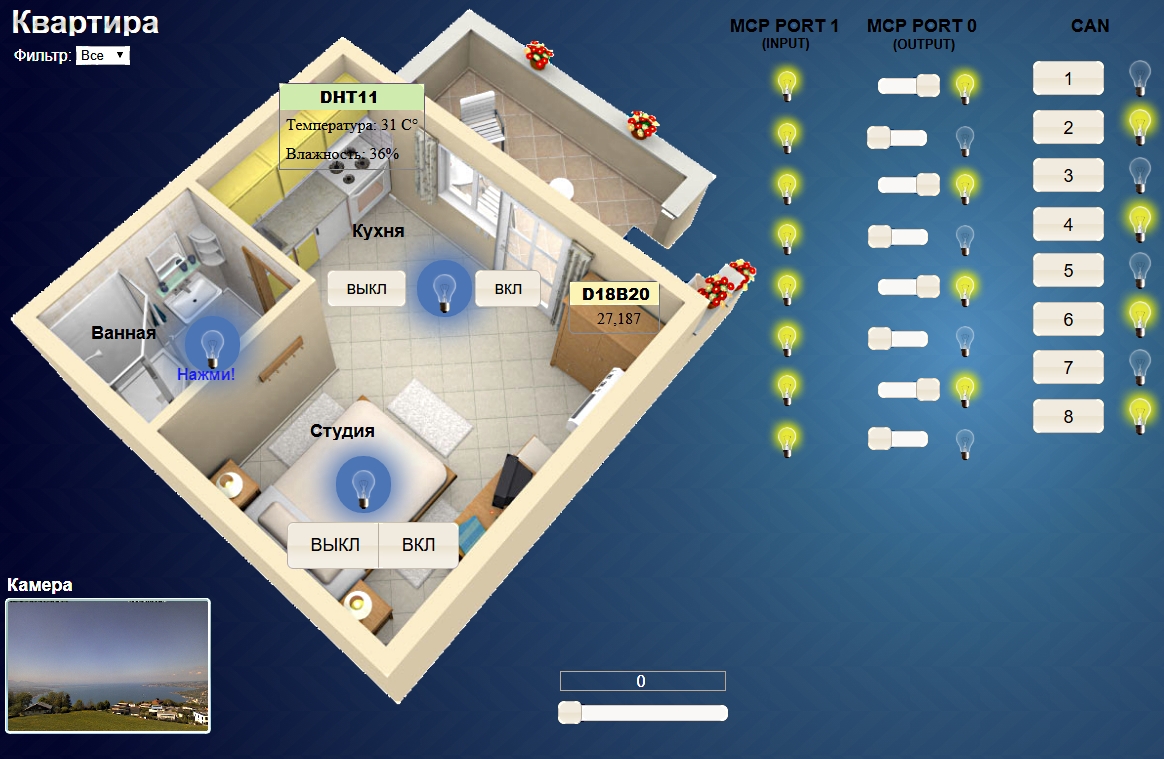 Квартира
Фильтр: Все
DHT11
Температура: 31 C°
Влажность: 36%
Кухня
ВЫКЛ
ВКЛ
D18B20
27,187
Ванная
Нажми!
Студия
ВЫКЛ
ВКЛ
Камера
0
MCP PORT 1
(INPUT)
MCP PORT 0
(OUTPUT)
CAN
1
2
3
4
5
6
7
8